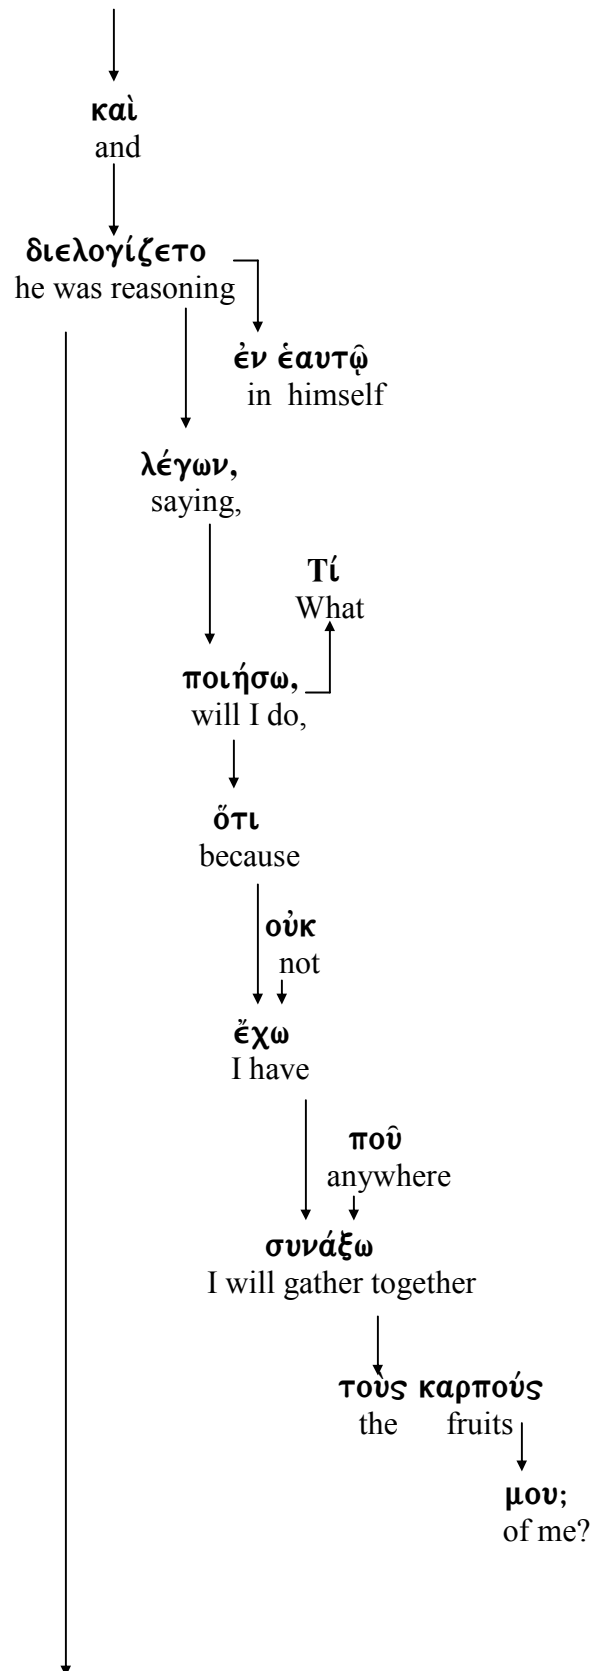 καὶ
and
διελογίζετο
he was reasoning
ἐν ἑαυτῷ
in himself
λέγων,
saying,
Τί
What
ποιήσω,
will I do,
ὅτι
because
οὐκ
not
ἔχω
I have
ποῦ
anywhere
συνάξω
I will gather together
τοὺς καρπούς
the fruits
μου;
of me?